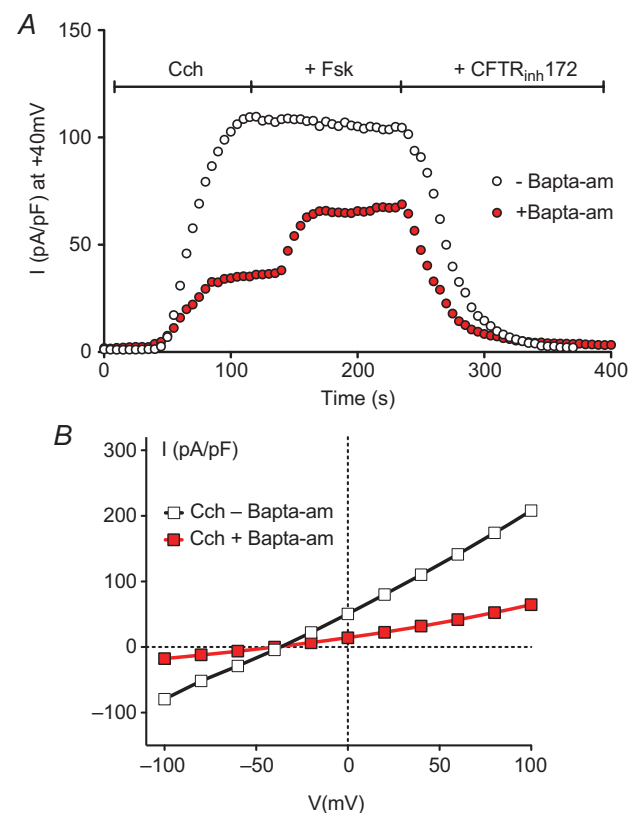 A
I (pA/pF) at +40mV
150
100
50
0
Cch
+ Fsk
+ CFTRinh172
- Bapta-am
+Bapta-am
0
100
200
300
400
Time (s)
B
I (pA/pF)
300
200
100
0
–100
Cch – Bapta-am
Cch + Bapta-am
–100
–50
0
50
100
V(mV)